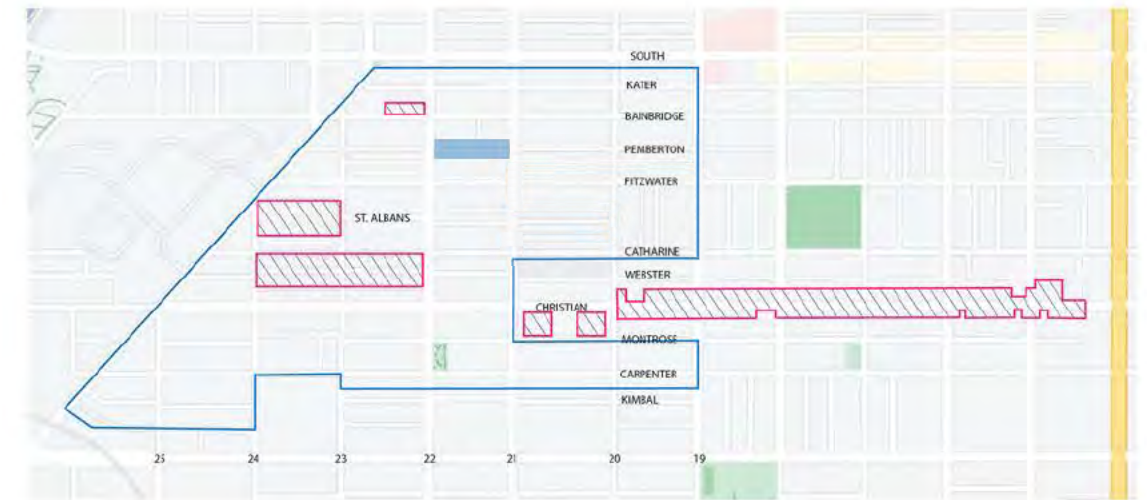 SOUTH
KATER
BAINBRIDGE
PEMBERTON
FITZWATER
ST. ALBANS
CATHARINE
WEBSTER
CHRISTIAN
MONTROSE
CARPENTER
KIMBAL
25 24 23 22 21 20 19